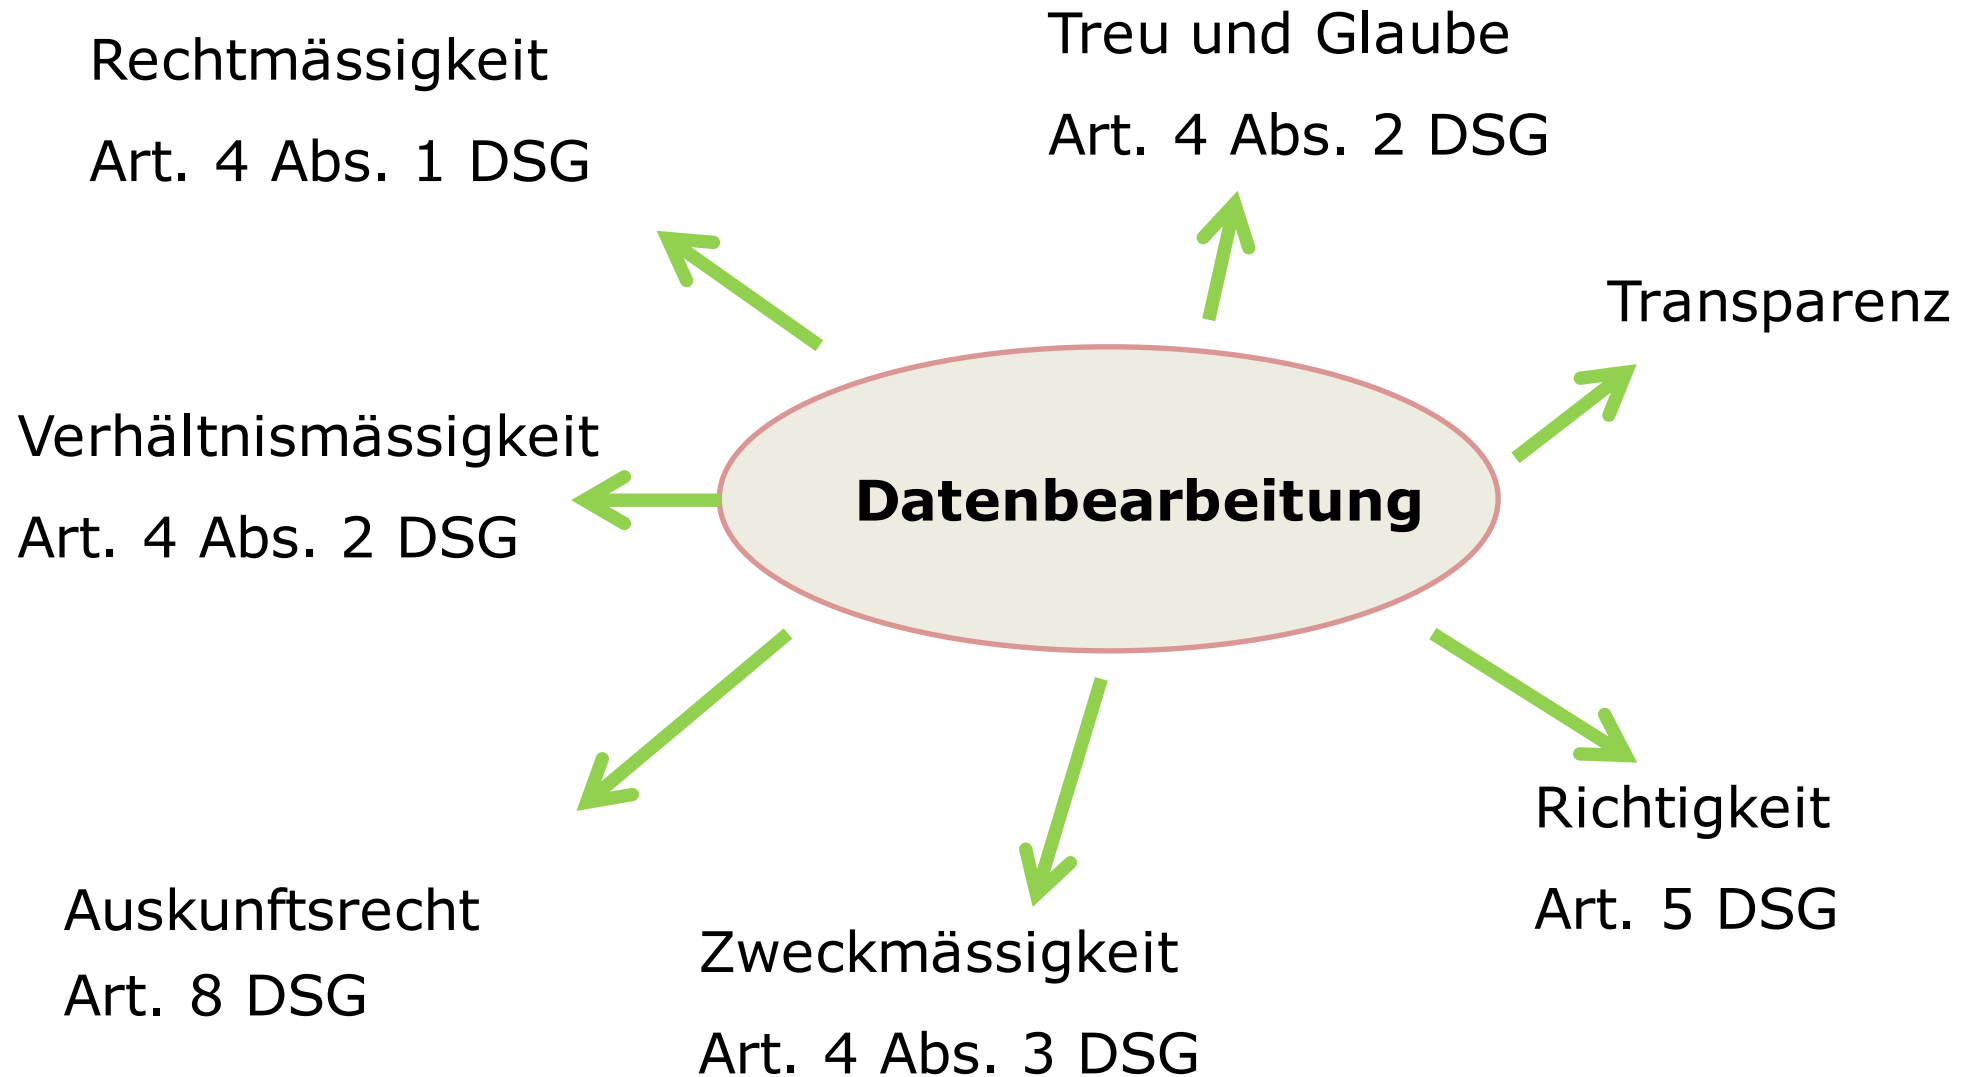 Rechtmässigkeit
Art. 4 Abs. 1 DSG
Treu und Glaube
Art. 4 Abs. 2 DSG
Transparenz
Verhältnismässigkeit
Art. 4 Abs. 2 DSG
Datenbearbeitung
Richtigkeit
Art. 5 DSG
Auskunftsrecht
Art. 8 DSG
Zweckmässigkeit
Art. 4 Abs. 3 DSG